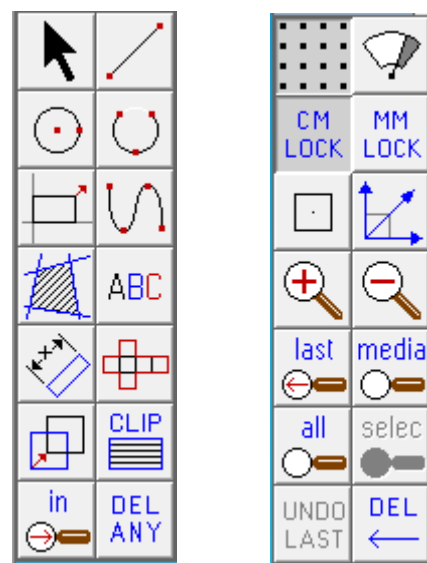 CM
LOCK
MM
LOCK
ABC
last
media
CLIP
all
selec
in
DEL
ANY
UNDO
LAST
DEL